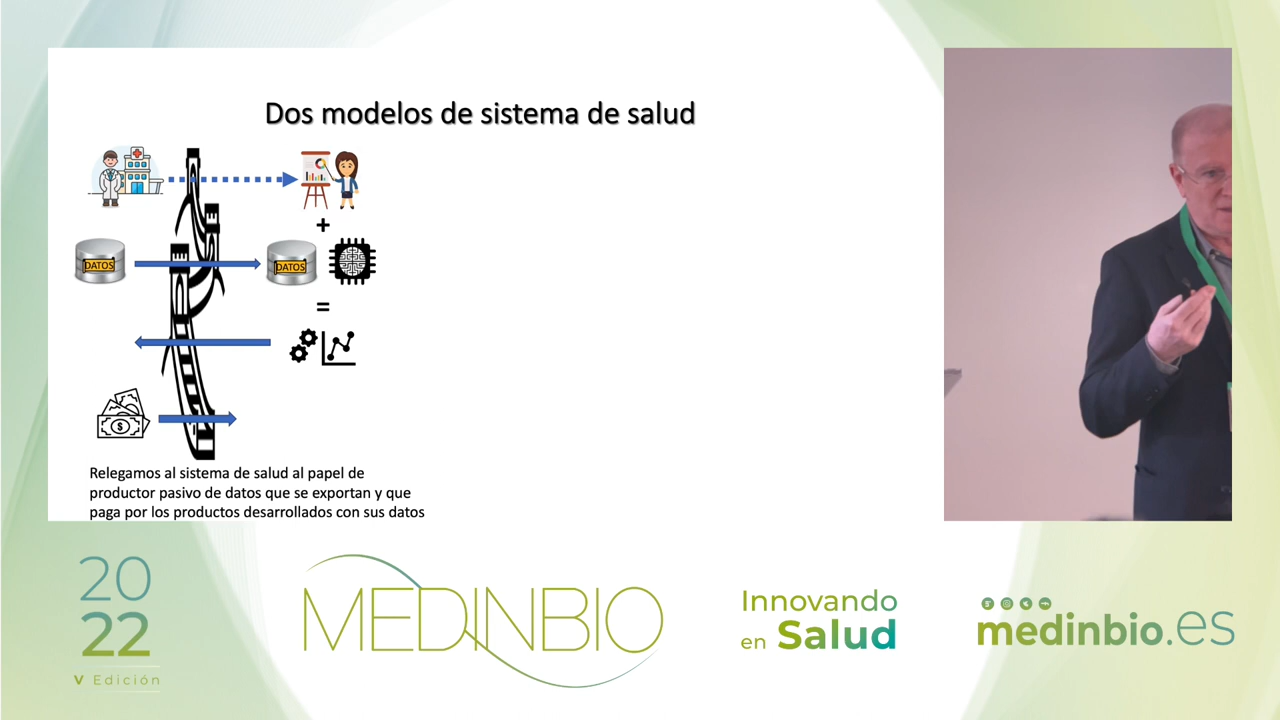 Dos modelos de sistema de salud
+
DATOS
DATOS
=
$
Relegamos al sistema de salud al papel de
productor pasivo de datos que se exportan y que
paga por los productos desarrollados con sus datos
20
22
V Edición
MEDINBIO
Innovando
en Salud
medinbio.es